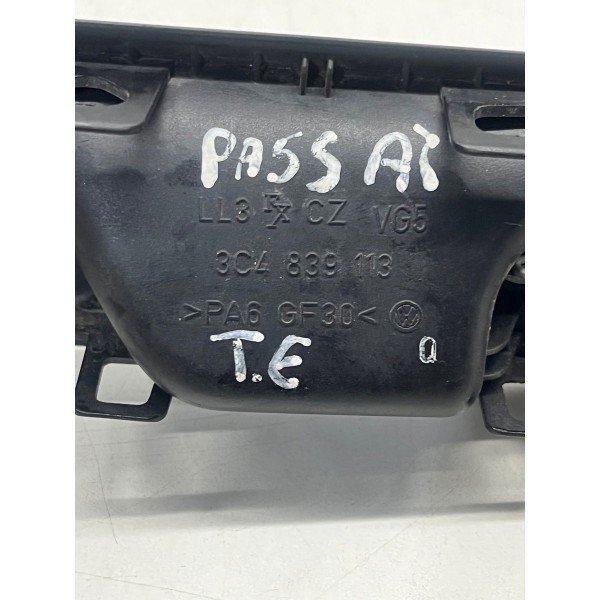 PASSAT
LL3 CZ VG5
3C4 839 113
>PA6 GF30<
T.E